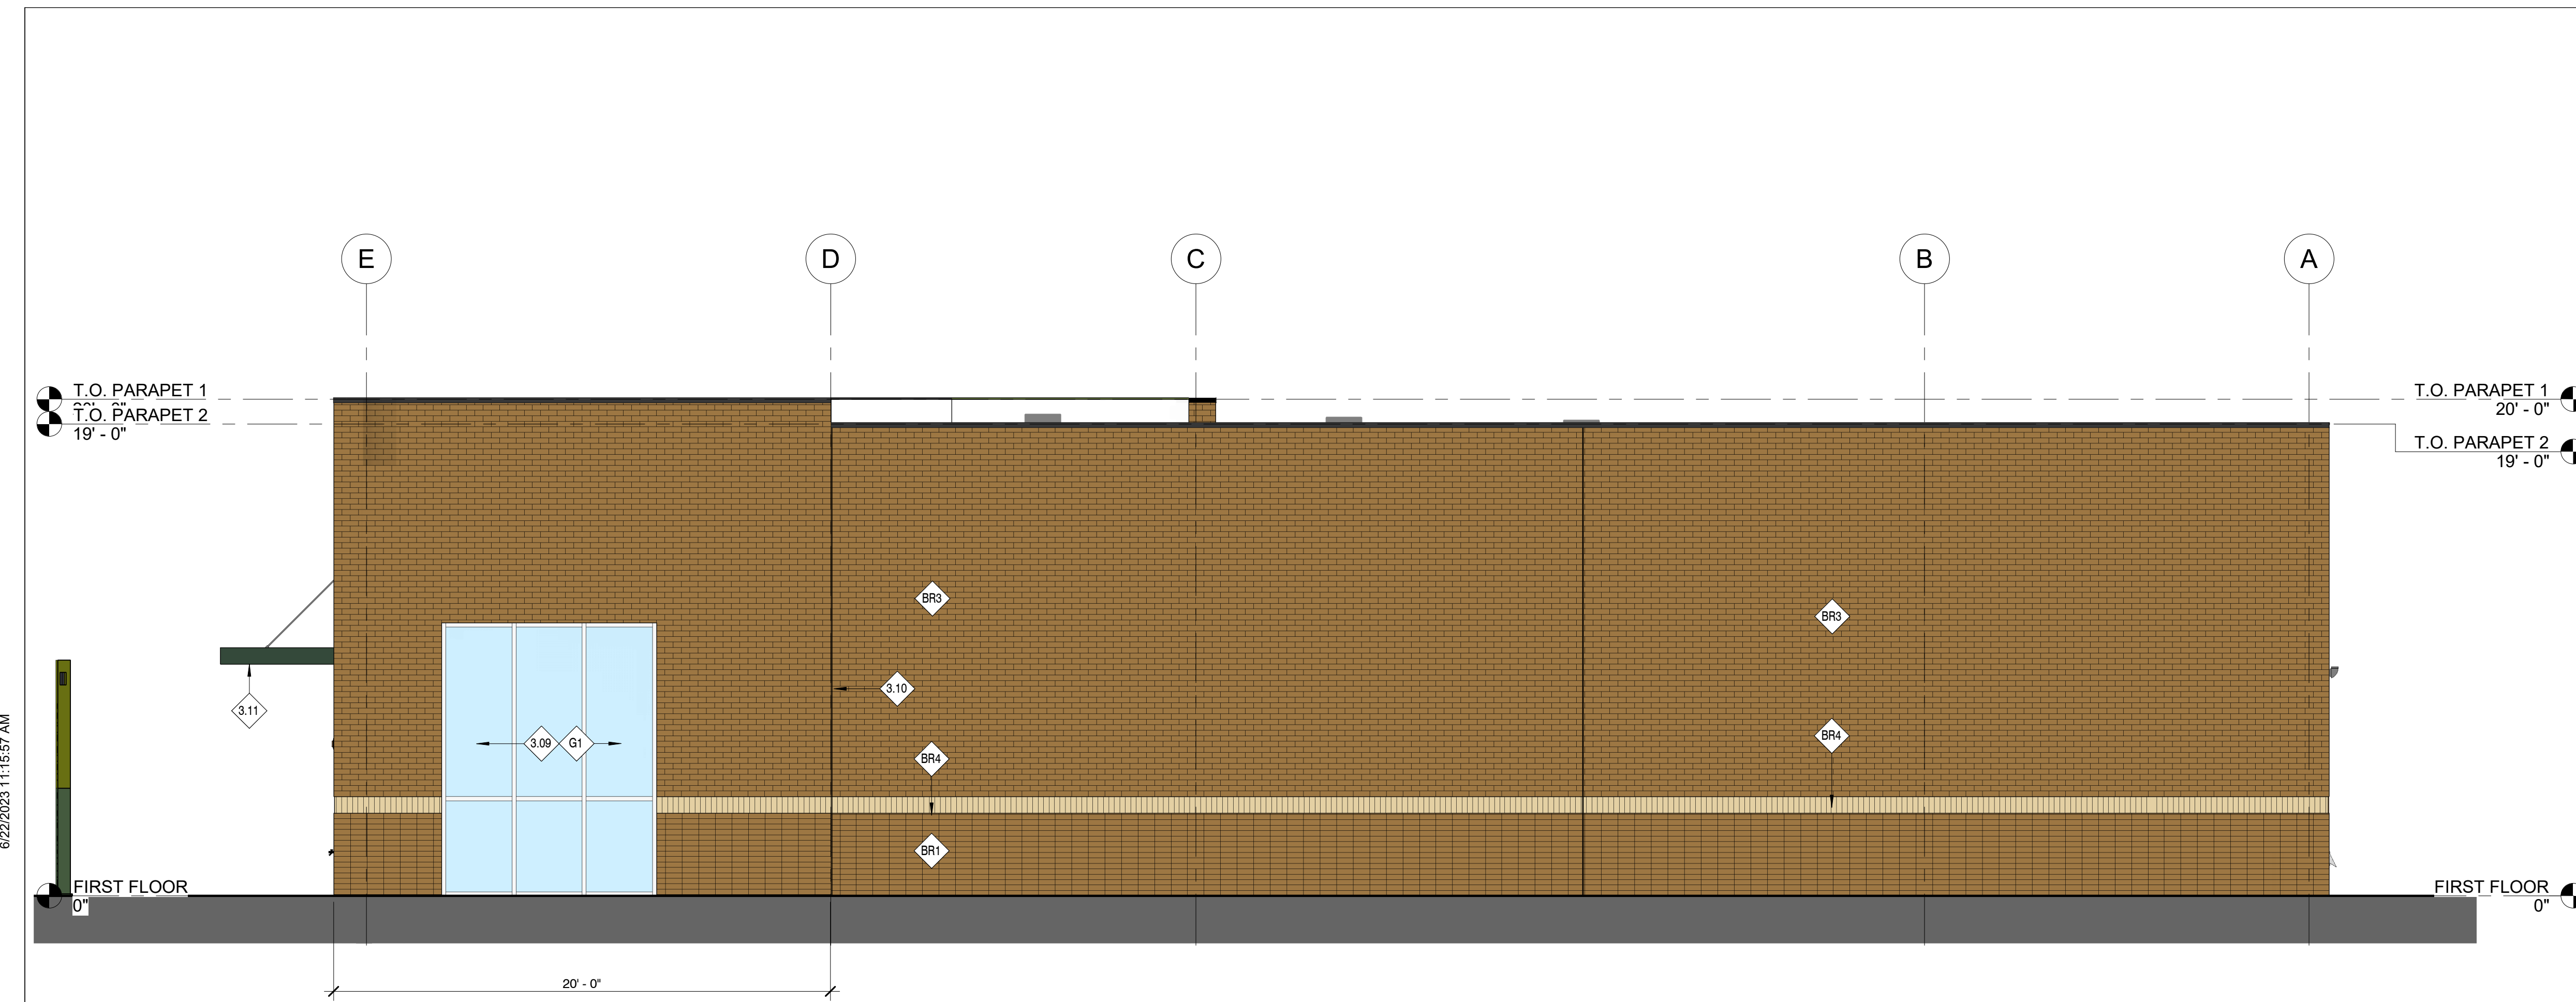 E
D
C
B
A
T.O. PARAPET 1
T.O. PARAPET 2
19' - 0"
T.O. PARAPET 1
20' - 0"
T.O. PARAPET 2
19' - 0"
BR3
BR3
3.10
3.11
3.09
G1
BR4
BR4
BR1
FIRST FLOOR
0"
FIRST FLOOR
0"
20' - 0"
6/22/2023 11:15:57 AM